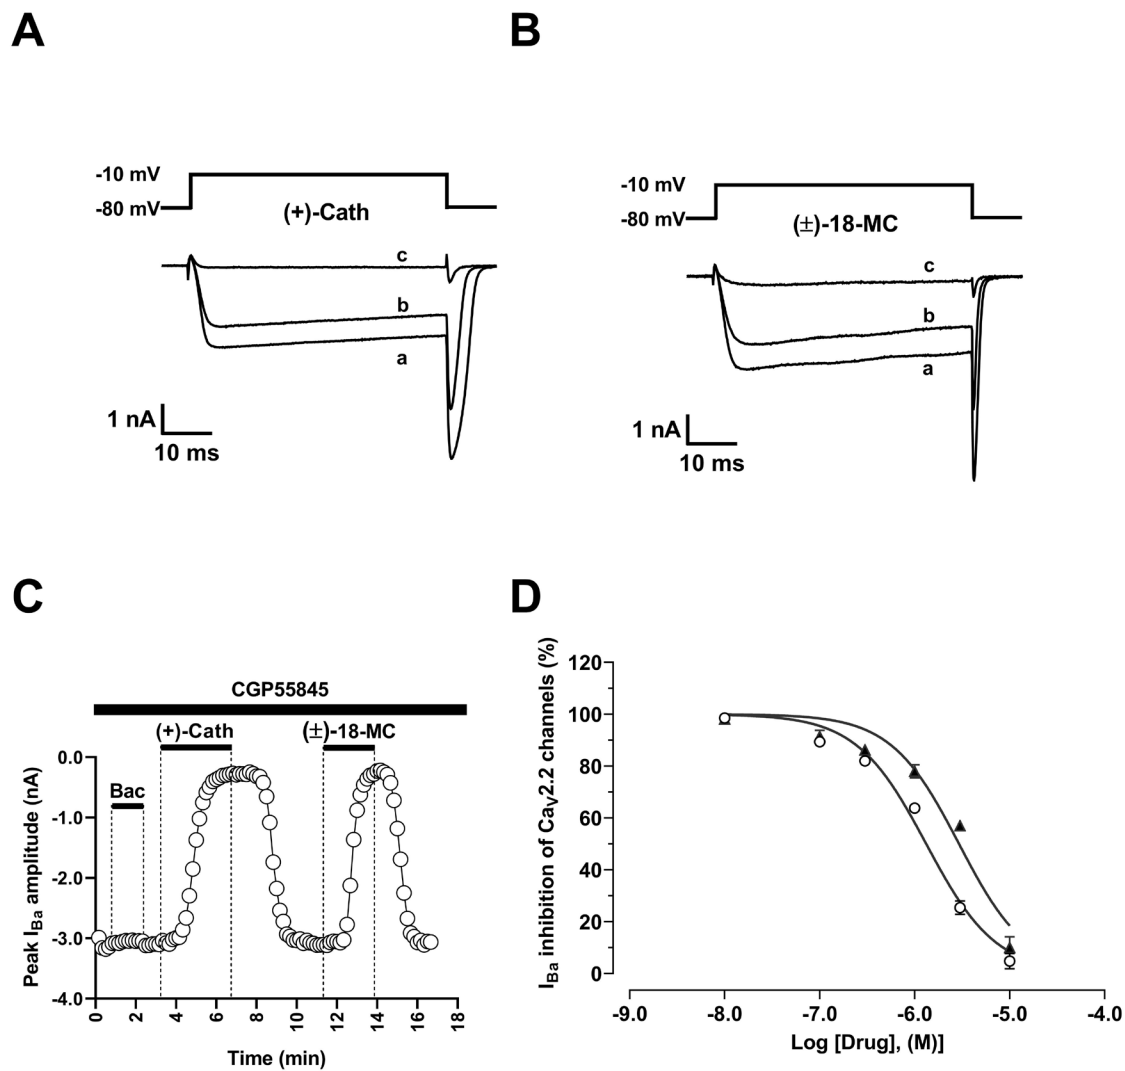 A
B
-10 mV
-80 mV
(+)-Cath
c
b
a
1 nA
10 ms
-10 mV
-80 mV
(±)-18-MC
c
b
a
1 nA
10 ms
C
D
CGP55845
(+)-Cath
(±)-18-MC
Bac
Peak IBa amplitude (nA)
0.0
-1.0
-2.0
-3.0
-4.0
0 2 4 6 8 10 12 14 16 18
Time (min)
IBa inhibition of CaV2.2 channels (%)
120
100
80
60
40
20
0
-9.0 -8.0 -7.0 -6.0 -5.0 -4.0
Log [Drug], (M)]